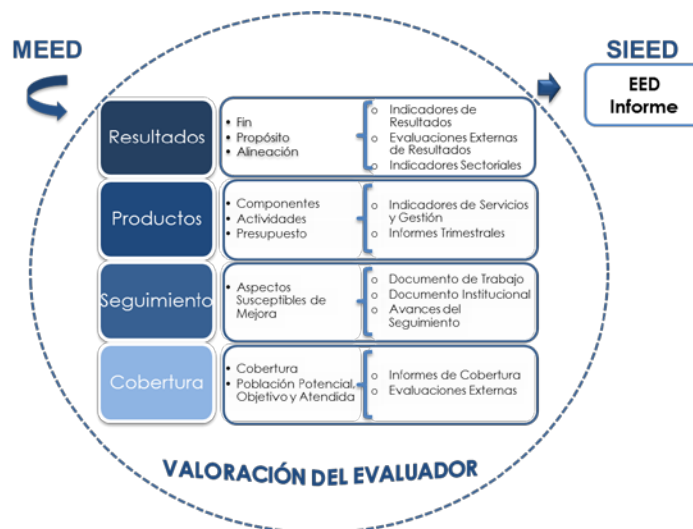 MEED
SIEED
EED
Informe
Resultados
• Fin
• Propósito
• Alineación
o Indicadores de
Resultados
o Evaluaciones Externas
de Resultados
o Indicadores Sectoriales
Productos
• Componentes
• Actividades
• Presupuesto
o Indicadores de Servicios
y Gestión
o Informes Trimestrales
Seguimiento
• Aspectos
Susceptibles de
Mejora
o Documento de Trabajo
o Documento Institucional
o Avances del
Seguimiento
Cobertura
• Cobertura
• Población Potencial,
Objetivo y Atendida
o Informes de Cobertura
o Evaluaciones Externas
VALORACIÓN DEL EVALUADOR